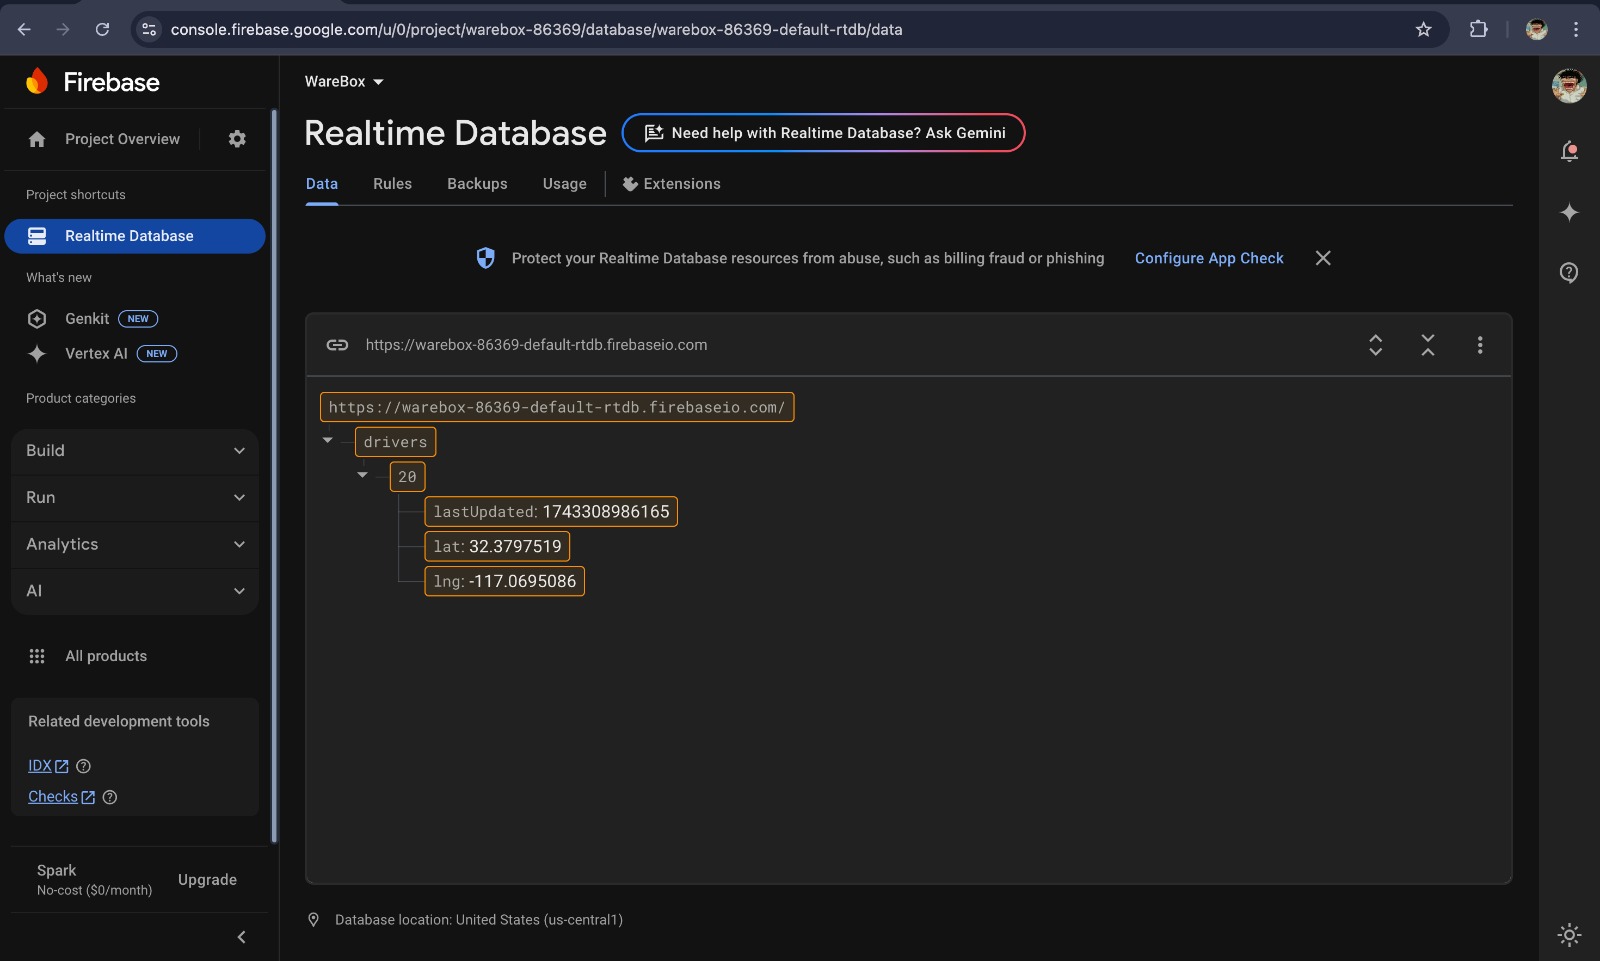 console.firebase.google.com/u/0/project/warebox-86369/database/warebox-86369-default-rtdb/data
Firebase
Project Overview
Project shortcuts
Realtime Database
What's new
Genkit NEW
Vertex AI NEW
Product categories
Build
Run
Analytics
AI
All products
Related development tools
IDX
Checks
Spark
No-cost ($0/month)
Upgrade
WareBox
Realtime Database
Need help with Realtime Database? Ask Gemini
Data Rules Backups Usage Extensions
Protect your Realtime Database resources from abuse, such as billing fraud or phishing Configure App Check
https://warebox-86369-default-rtdb.firebaseio.com
https://warebox-86369-default-rtdb.firebaseio.com/
drivers
20
lastUpdated: 1743308986165
lat: 32.3797519
lng: -117.0695086
Database location: United States (us-central1)